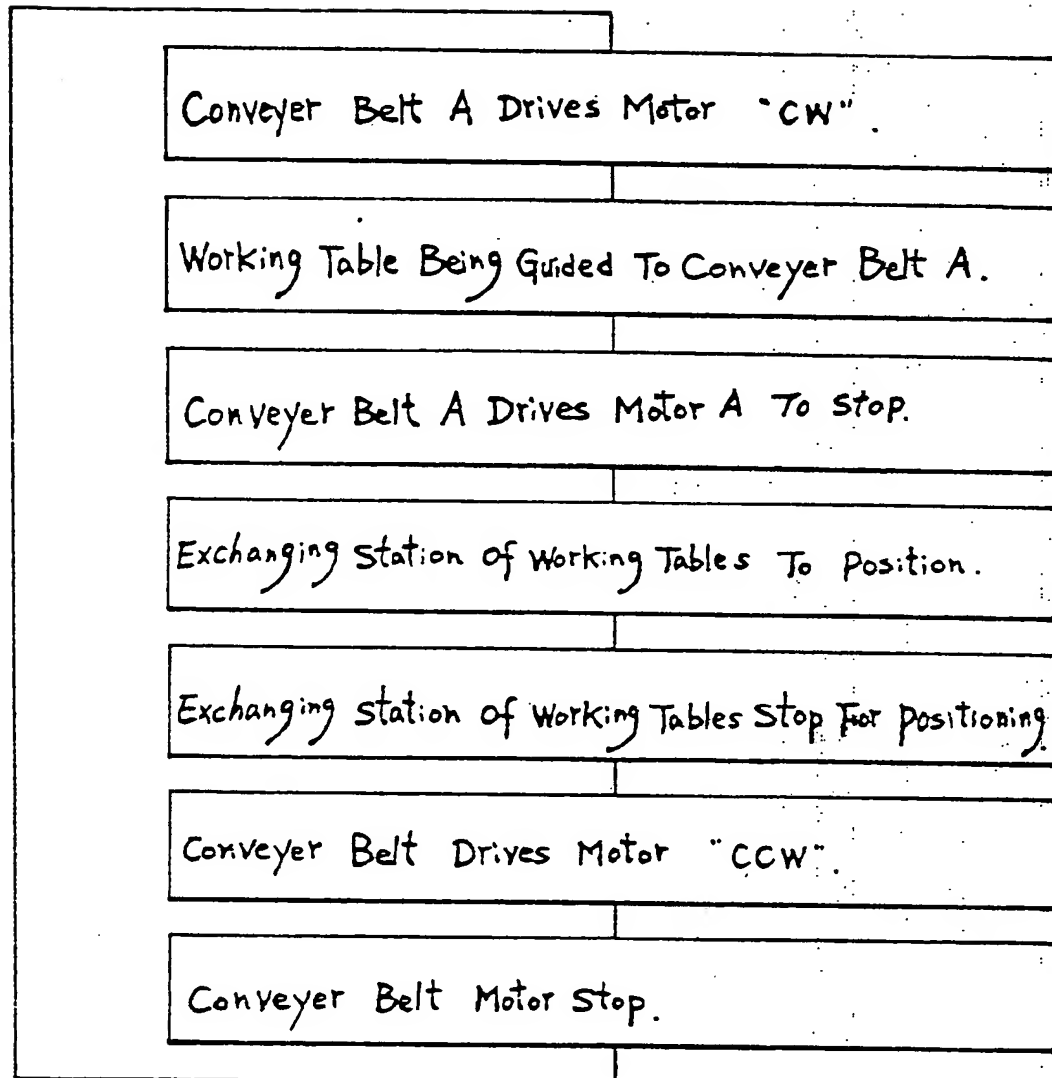 Conveyer Belt A Drives Motor "CW".
Working Table Being Guided To Conveyer Belt A.
Conveyer Belt A Drives Motor A To Stop.
Exchanging Station Of Working Tables To Position.
Exchanging Station Of Working Tables Stop For Positioning.
Conveyer Belt Drives Motor "CCW".
Conveyer Belt Motor Stop.